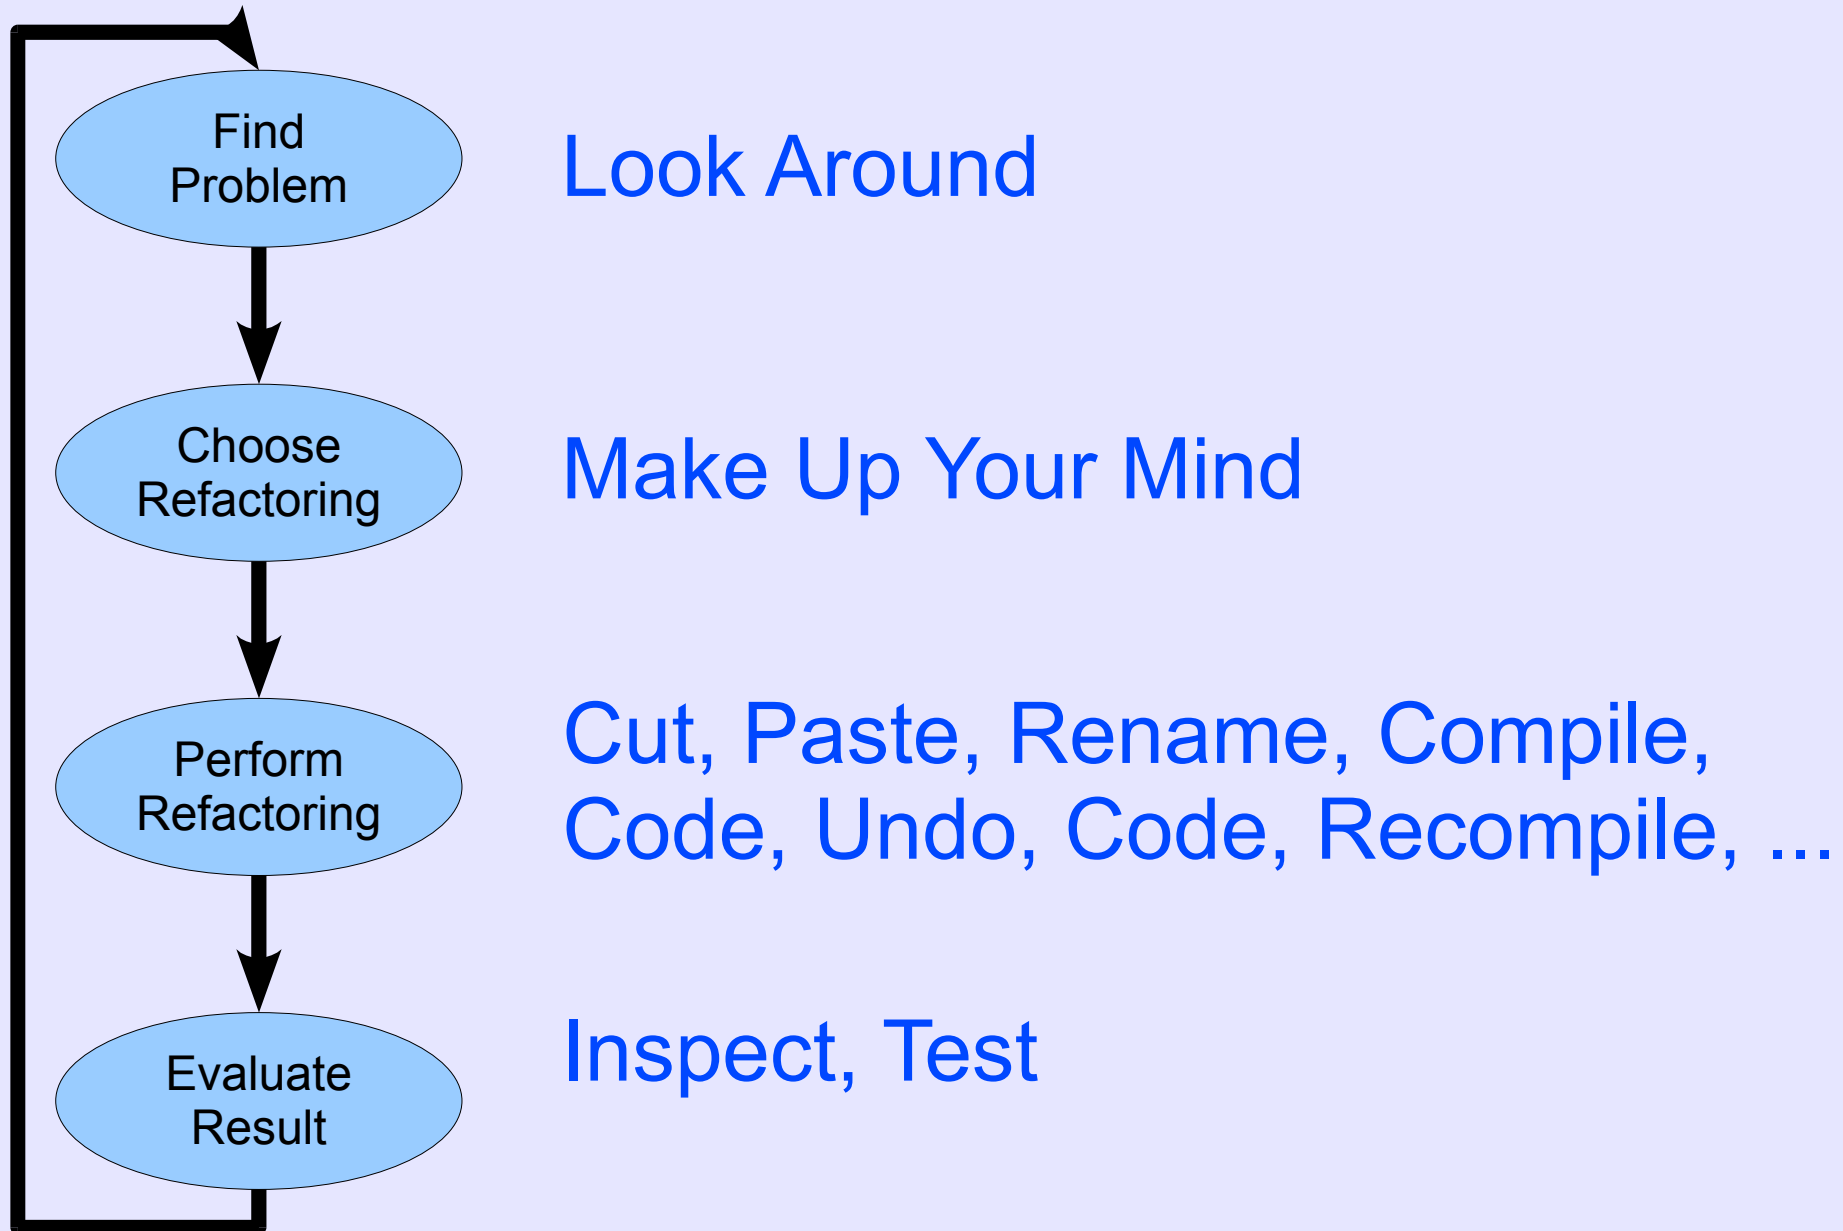 Find
Problem
Look Around
Choose
Refactoring
Make Up Your Mind
Perform
Refactoring
Cut, Paste, Rename, Compile,
Code, Undo, Code, Recompile, ...
Evaluate
Result
Inspect, Test